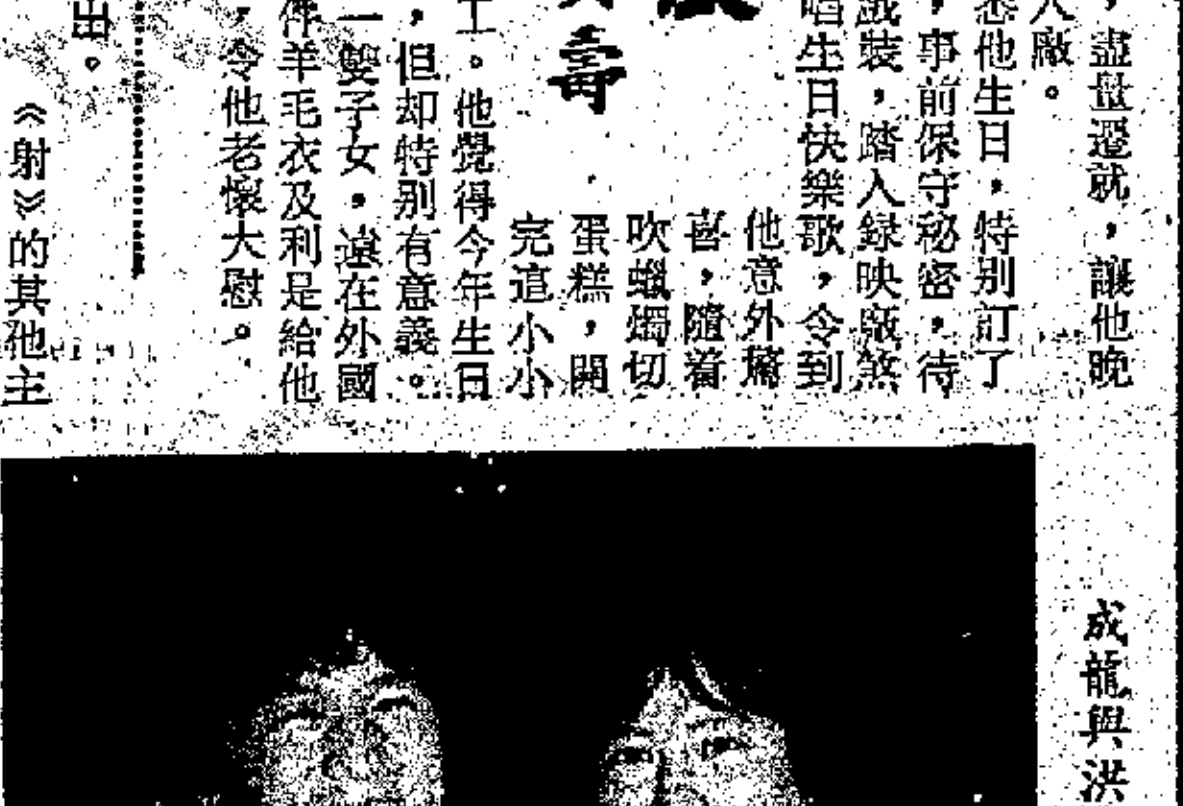 ，盡量遷就，讓他晚
入廠。
悉他生日，特別訂了
，事前保守秘密，待
戲裝，踏入録映廠煞
唱生日快樂歌，令到
他意外驚
喜，隨着
吹蠟燭切
蛋糕，開
完這小小
壽
工。他覺得今年生日
，但却特別有意義。
一雙子女，遠在外國
件羊毛衣及利是給他
，令他老懷大慰。
出。
《射》的其他主
成龍與洪